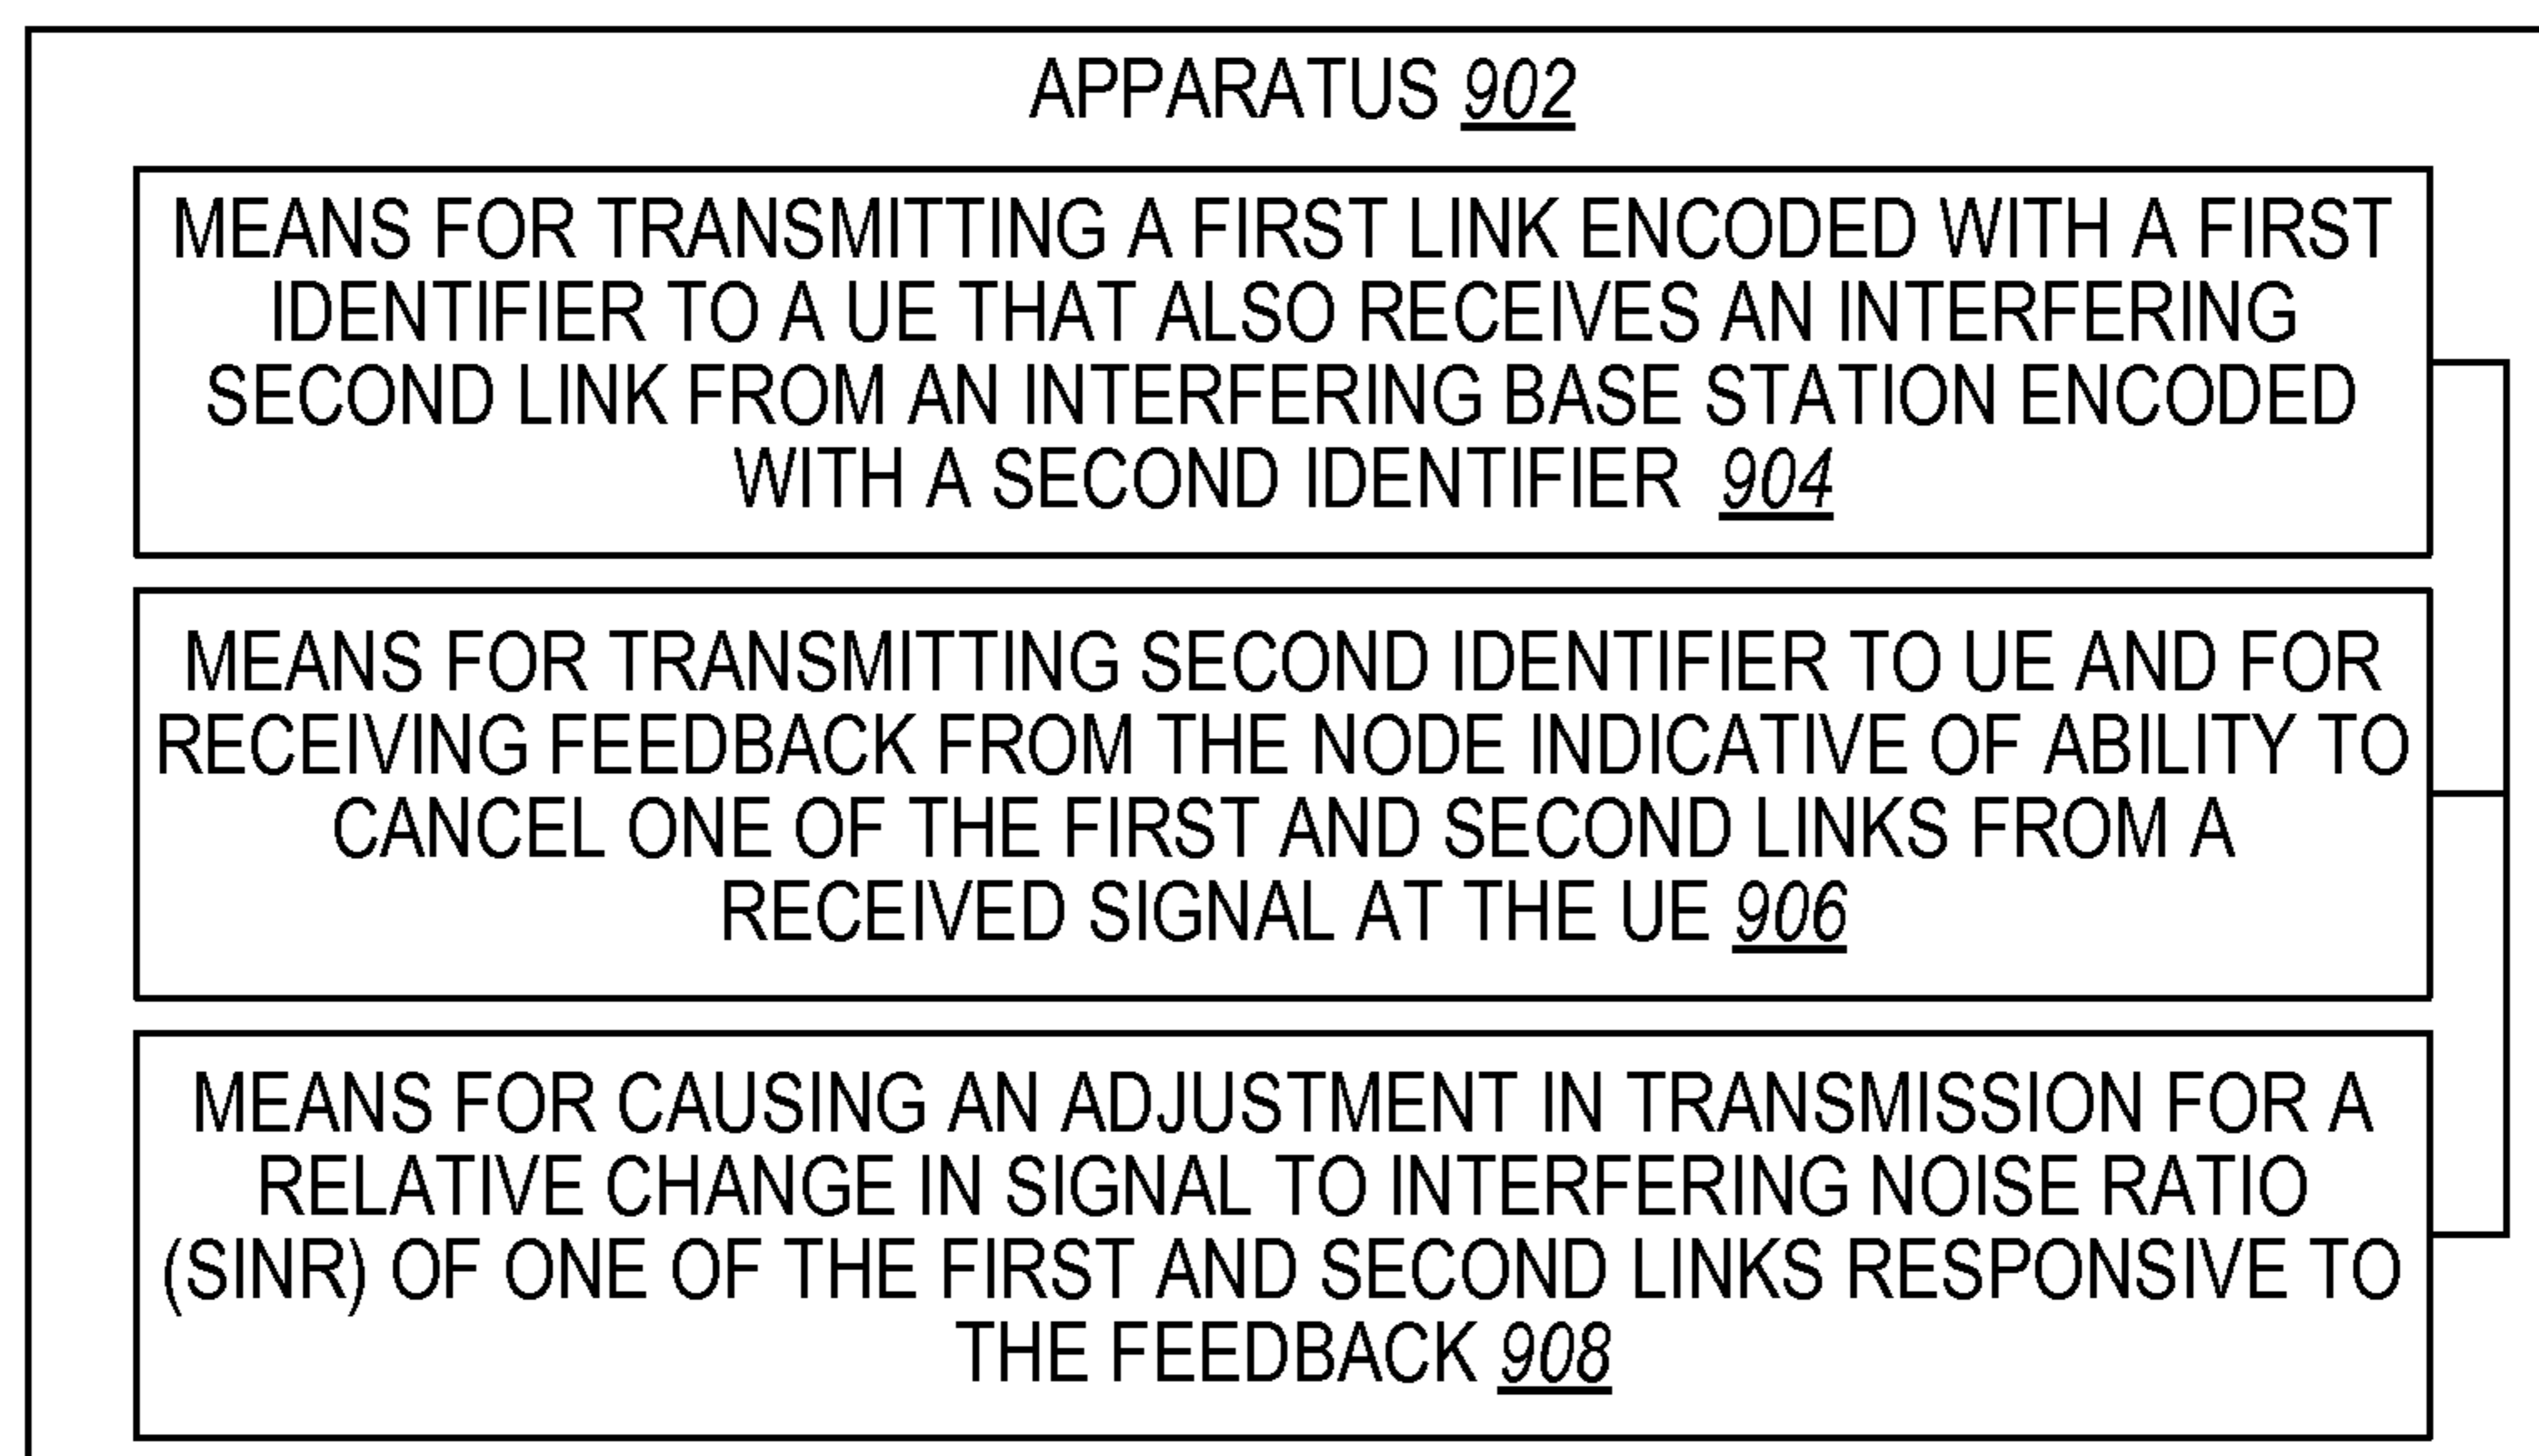 APPARATUS 902
MEANS FOR TRANSMITTING A FIRST LINK ENCODED WITH A FIRST
IDENTIFIER TO A UE THAT ALSO RECEIVES AN INTERFERING
SECOND LINK FROM AN INTERFERING BASE STATION ENCODED
WITH A SECOND IDENTIFIER 904
MEANS FOR TRANSMITTING SECOND IDENTIFIER TO UE AND FOR
RECEIVING FEEDBACK FROM THE NODE INDICATIVE OF ABILITY TO
CANCEL ONE OF THE FIRST AND SECOND LINKS FROM A
RECEIVED SIGNAL AT THE UE 906
MEANS FOR CAUSING AN ADJUSTMENT IN TRANSMISSION FOR A
RELATIVE CHANGE IN SIGNAL TO INTERFERING NOISE RATIO
(SINR) OF ONE OF THE FIRST AND SECOND LINKS RESPONSIVE TO
THE FEEDBACK 908